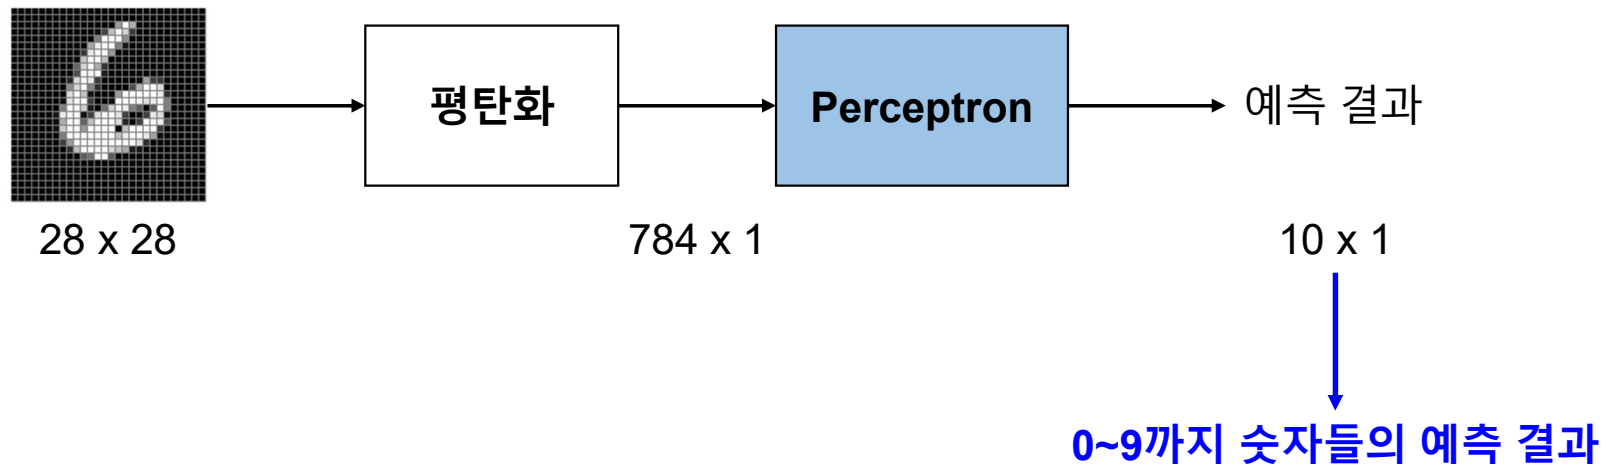 평탄화
Perceptron
예측 결과
28 x 28
784 x 1
10 x 1
0~9까지 숫자들의 예측 결과